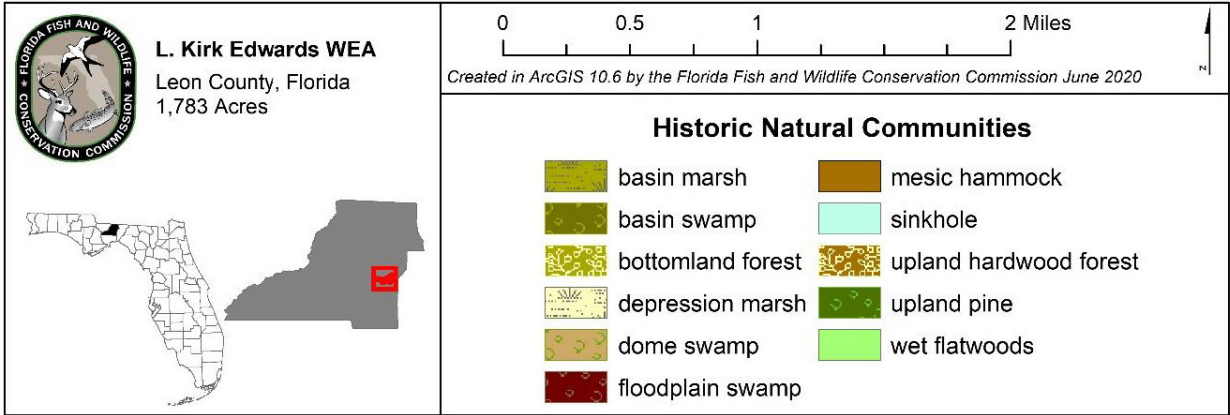 FLORIDA FISH AND WILDLIFE
CONSERVATION COMMISSION
L. Kirk Edwards WEA
Leon County, Florida
1,783 Acres
0 0.5 1 2 Miles
Created in ArcGIS 10.6 by the Florida Fish and Wildlife Conservation Commission June 2020
N
Historic Natural Communities
basin marsh
basin swamp
bottomland forest
depression marsh
dome swamp
floodplain swamp
mesic hammock
sinkhole
upland hardwood forest
upland pine
wet flatwoods